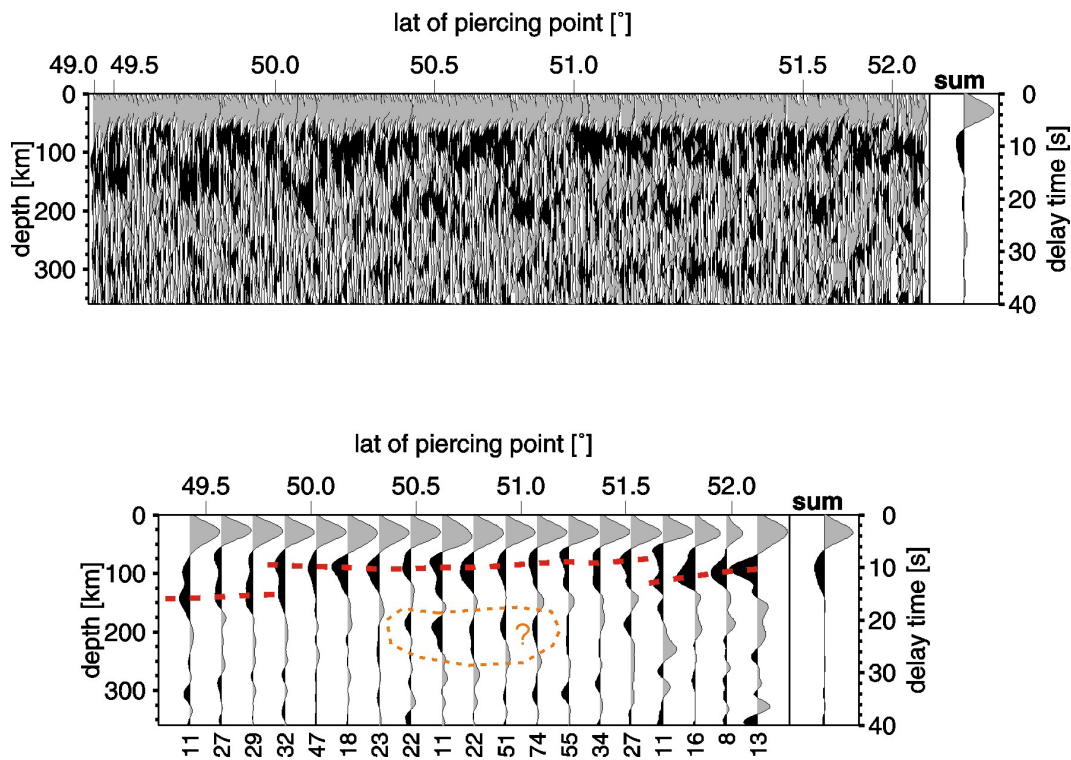 lat of piercing point [°]
49.0 49.5 50.0 50.5 51.0 51.5 52.0
sum
0 0
100 10
200 20
300 30
40
depth [km]
delay time [s]
lat of piercing point [°]
49.5 50.0 50.5 51.0 51.5 52.0
sum
0 0
100 10
200 ? 20
300 30
40
depth [km]
delay time [s]
11 27 29 32 47 18 23 22 11 22 51 74 55 34 27 11 16 8 13